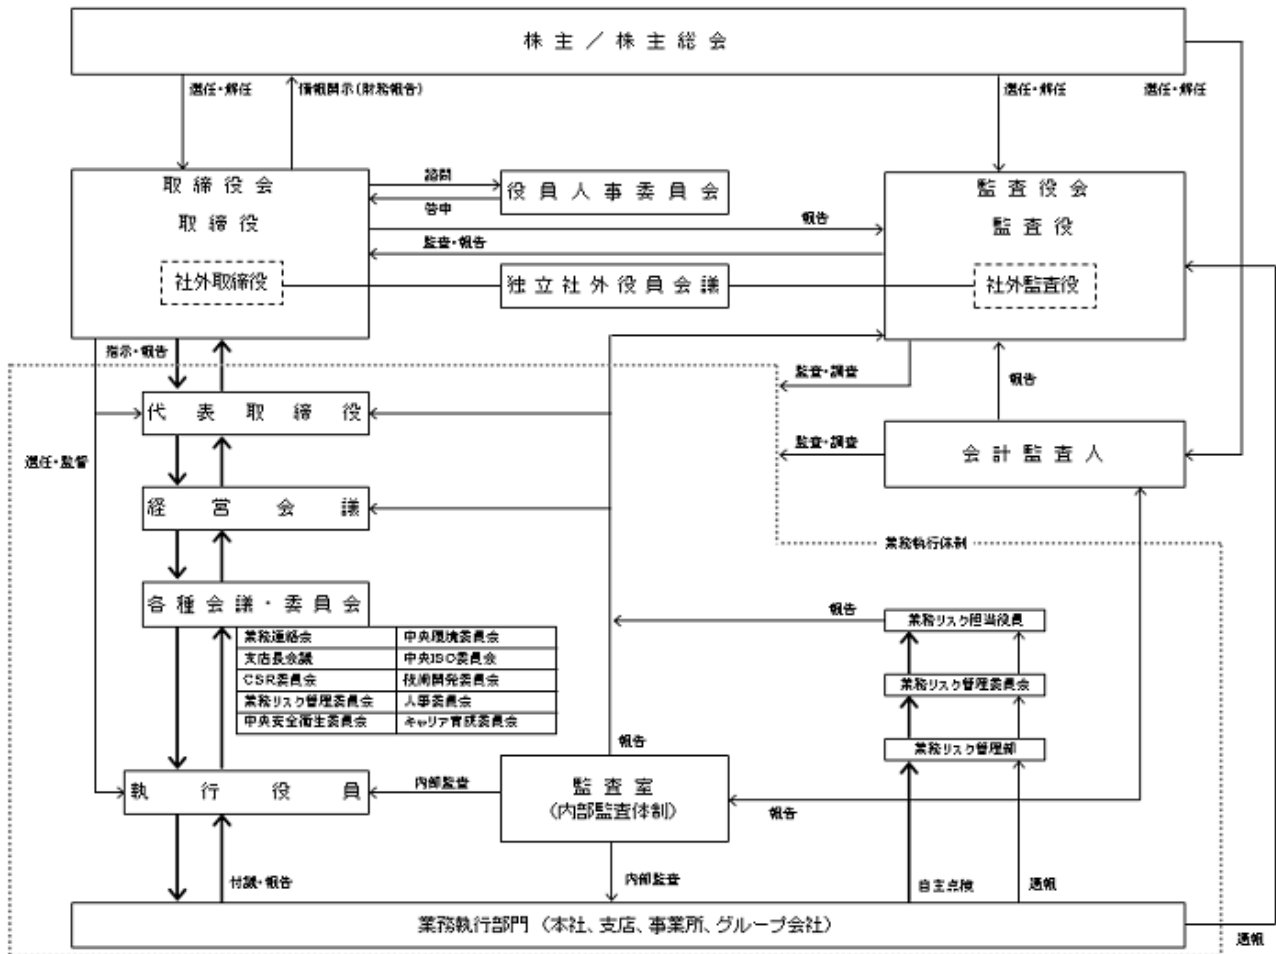 株主／株主総会
選任・解任
情報開示（財務報告）
選任・解任
選任・解任
取締役会
取締役
社外取締役
諮問
役員人事委員会
答申
報告
監査・報告
独立社外役員会議
監査役会
監査役
社外監査役
指示・報告
監査・調査
報告
代表取締役
選任・監督
監査・調査
会計監査人
経営会議
業務執行体制
各種会議・委員会
業務連絡会
中央環境委員会
支店長会議
中央ISO委員会
CSR委員会
技術開発委員会
業務リスク管理委員会
人事委員会
中央安全衛生委員会
キャリア育成委員会
報告
業務リスク担当役員
業務リスク管理委員会
業務リスク管理部
報告
執行役員
内部監査
監査室
（内部監査体制）
報告
付議・報告
内部監査
自主点検
通報
業務執行部門（本社、支店、事業所、グループ会社）
通報